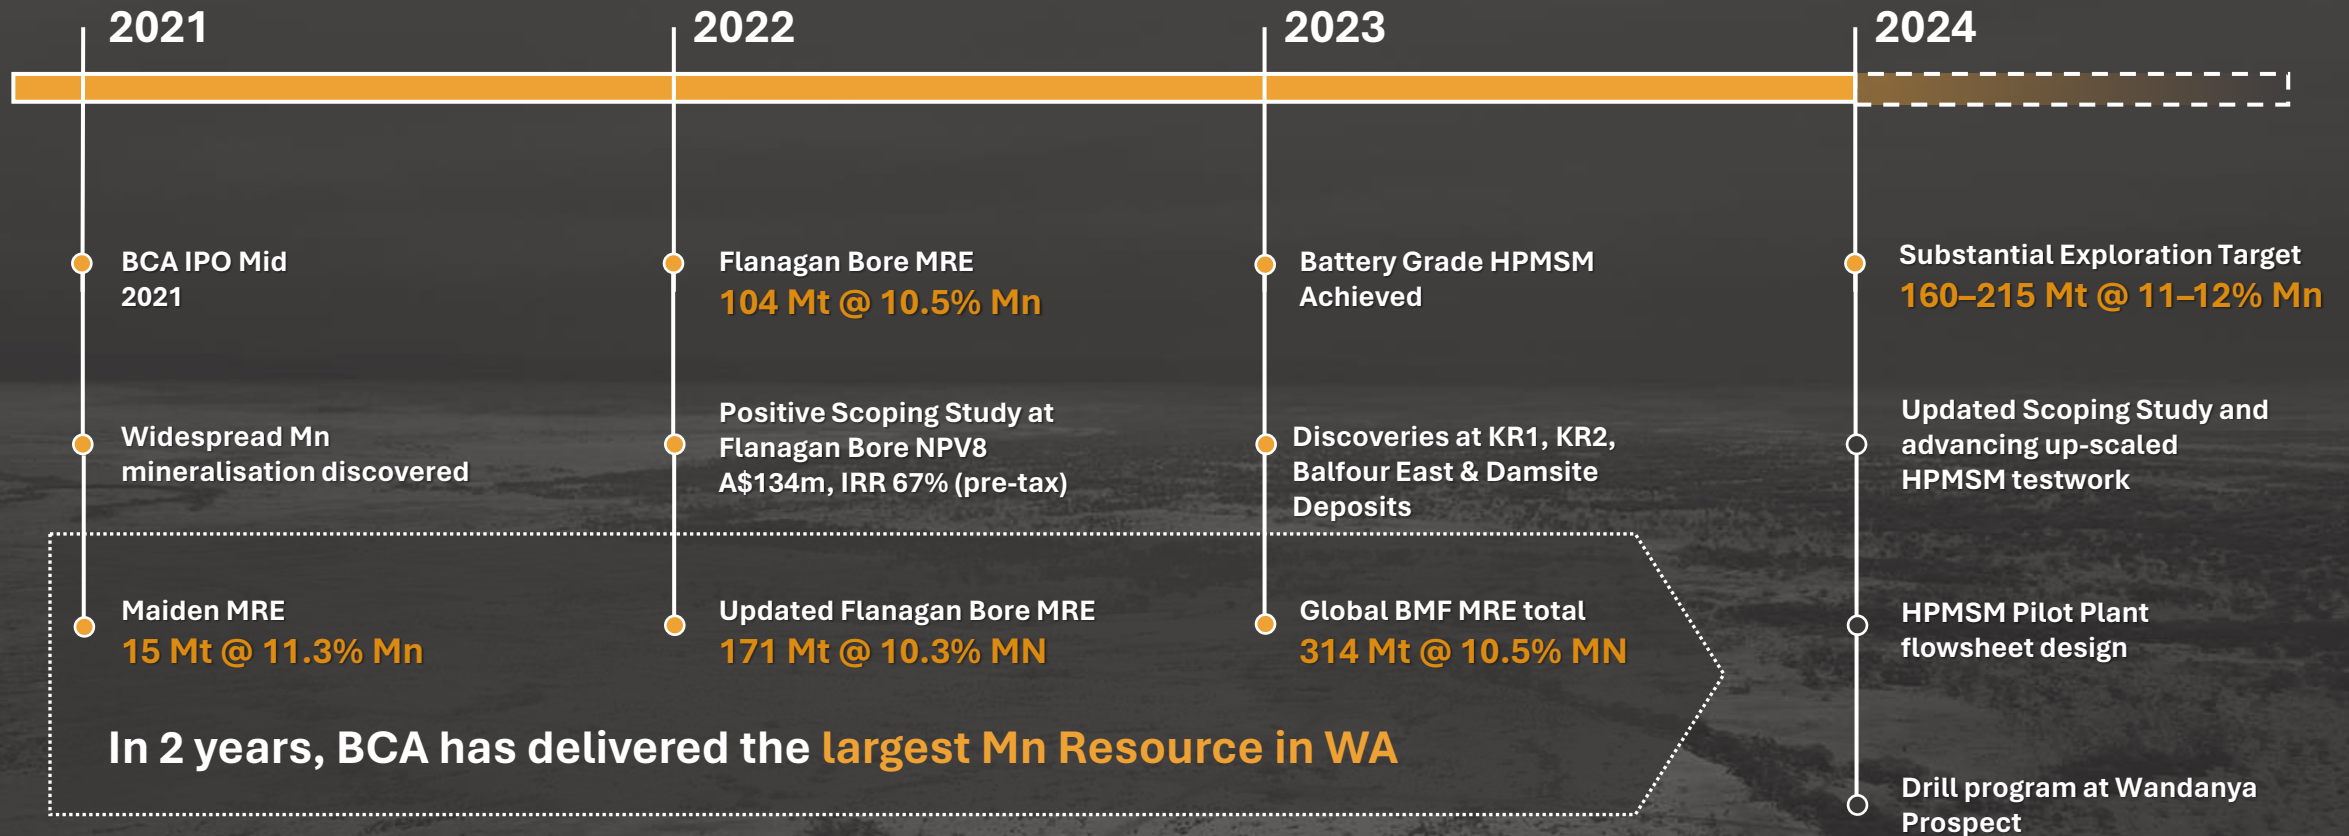 2021
BCA IPO Mid
2021
Widespread Mn
mineralisation discovered
Maiden MRE
15 Mt @ 11.3% Mn
2022
Flanagan Bore MRE
104 Mt @ 10.5% Mn
Positive Scoping Study at
Flanagan Bore NPV8
A$134m, IRR 67% (pre-tax)
Updated Flanagan Bore MRE
171 Mt @ 10.3% MN
2023
Battery Grade HPMSM
Achieved
Discoveries at KR1, KR2,
Balfour East & Damsite
Deposits
Global BMF MRE total
314 Mt @ 10.5% MN
In 2 years, BCA has delivered the largest Mn Resource in WA
2024
Substantial Exploration Target
160–215 Mt @ 11–12% Mn
Updated Scoping Study and
advancing up-scaled
HPMSM testwork
HPMSM Pilot Plant
flowsheet design
Drill program at Wandanya
Prospect